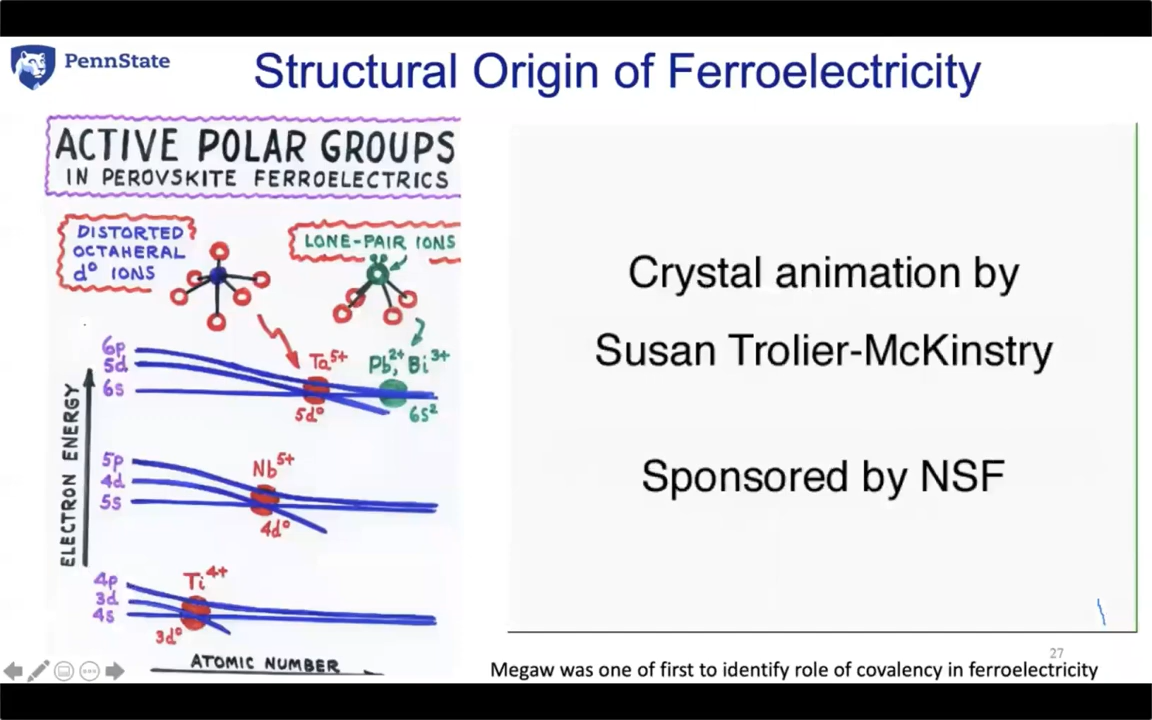 PennState
Structural Origin of Ferroelectricity
ACTIVE POLAR GROUPS
IN PEROVSKITE FERROELECTRICS
DISTORTED
OCTAHERAL
d° IONS
LONE-PAIR IONS
6p
5d
6s
Ta5+
Pb2+, Bi3+
5d°
6s2
5p
4d
5s
Nb5+
4d°
4p
3d
4s
Ti4+
3d°
ELECTRON ENERGY
ATOMIC NUMBER
Crystal animation by
Susan Trolier-McKinstry
Sponsored by NSF
27
Megaw was one of first to identify role of covalency in ferroelectricity